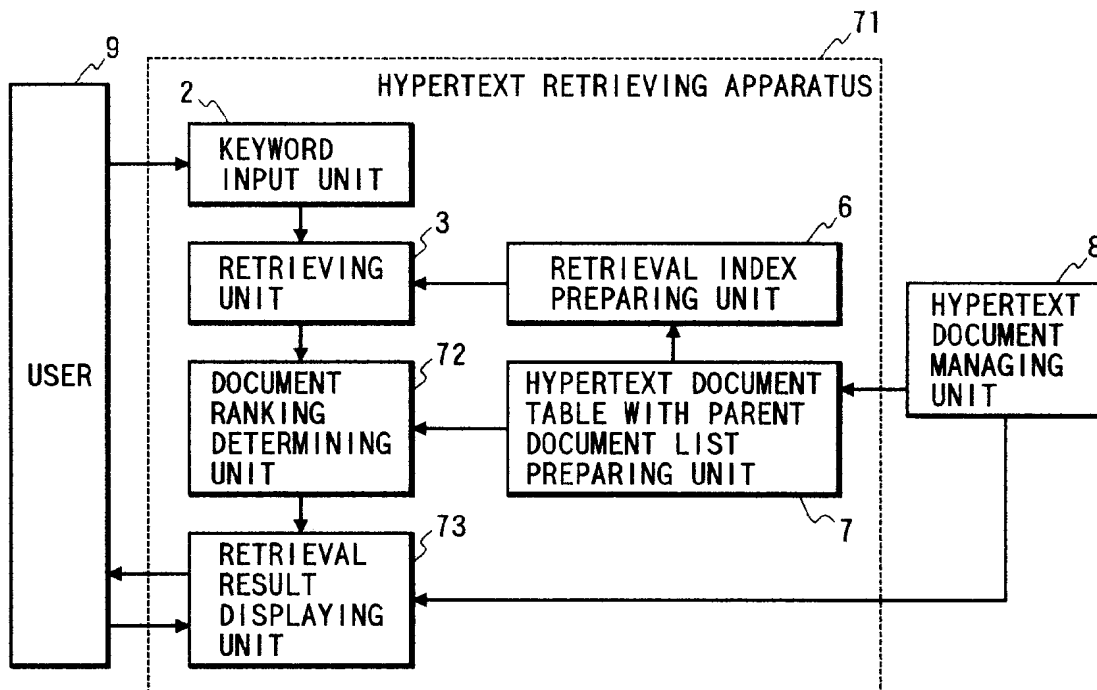 71
9
HYPERTEXT RETRIEVING APPARATUS
2
KEYWORD
INPUT UNIT
3
RETRIEVING
UNIT
6
RETRIEVAL INDEX
PREPARING UNIT
8
HYPERTEXT
DOCUMENT
MANAGING
UNIT
USER
72
DOCUMENT
RANKING
DETERMINING
UNIT
HYPERTEXT DOCUMENT
TABLE WITH PARENT
DOCUMENT LIST
PREPARING UNIT
7
73
RETRIEVAL
RESULT
DISPLAYING
UNIT